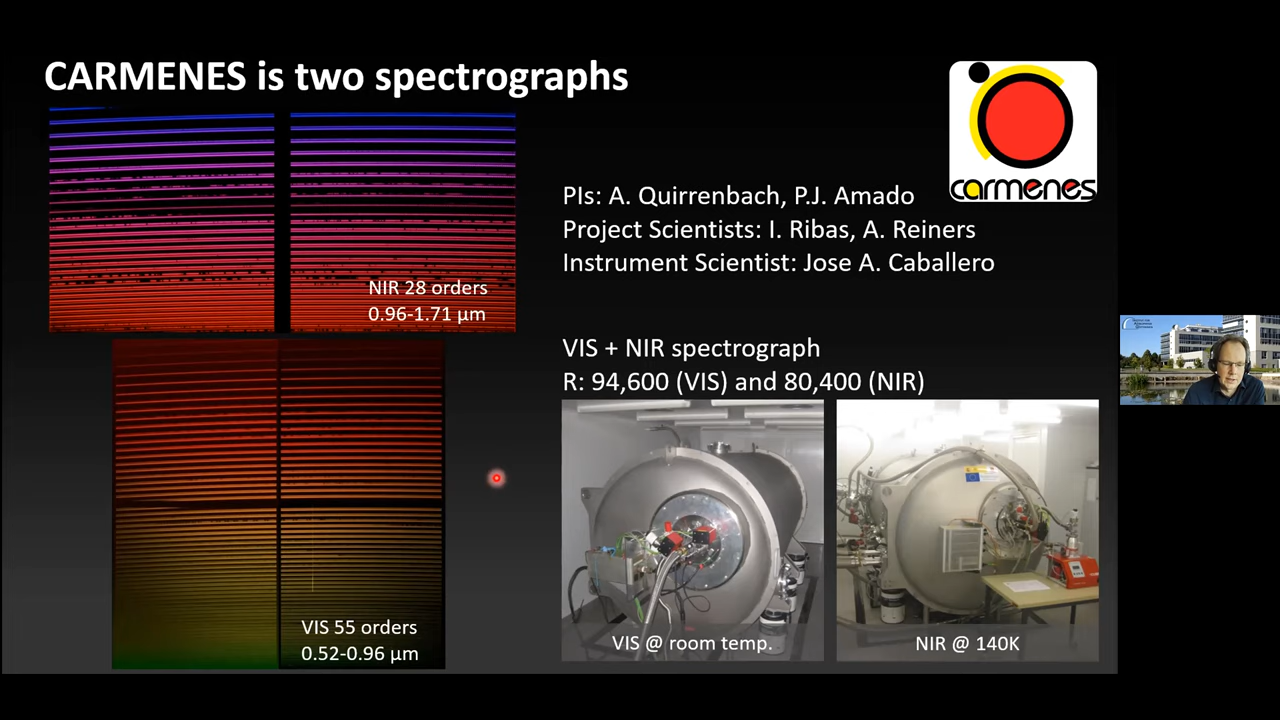 CARMENES is two spectrographs
carmenes
PIs: A. Quirrenbach, P.J. Amado
Project Scientists: I. Ribas, A. Reiners
Instrument Scientist: Jose A. Caballero
NIR 28 orders
0.96-1.71 µm
VIS + NIR spectrograph
R: 94,600 (VIS) and 80,400 (NIR)
VIS 55 orders
0.52-0.96 µm
VIS @ room temp.
NIR @ 140K